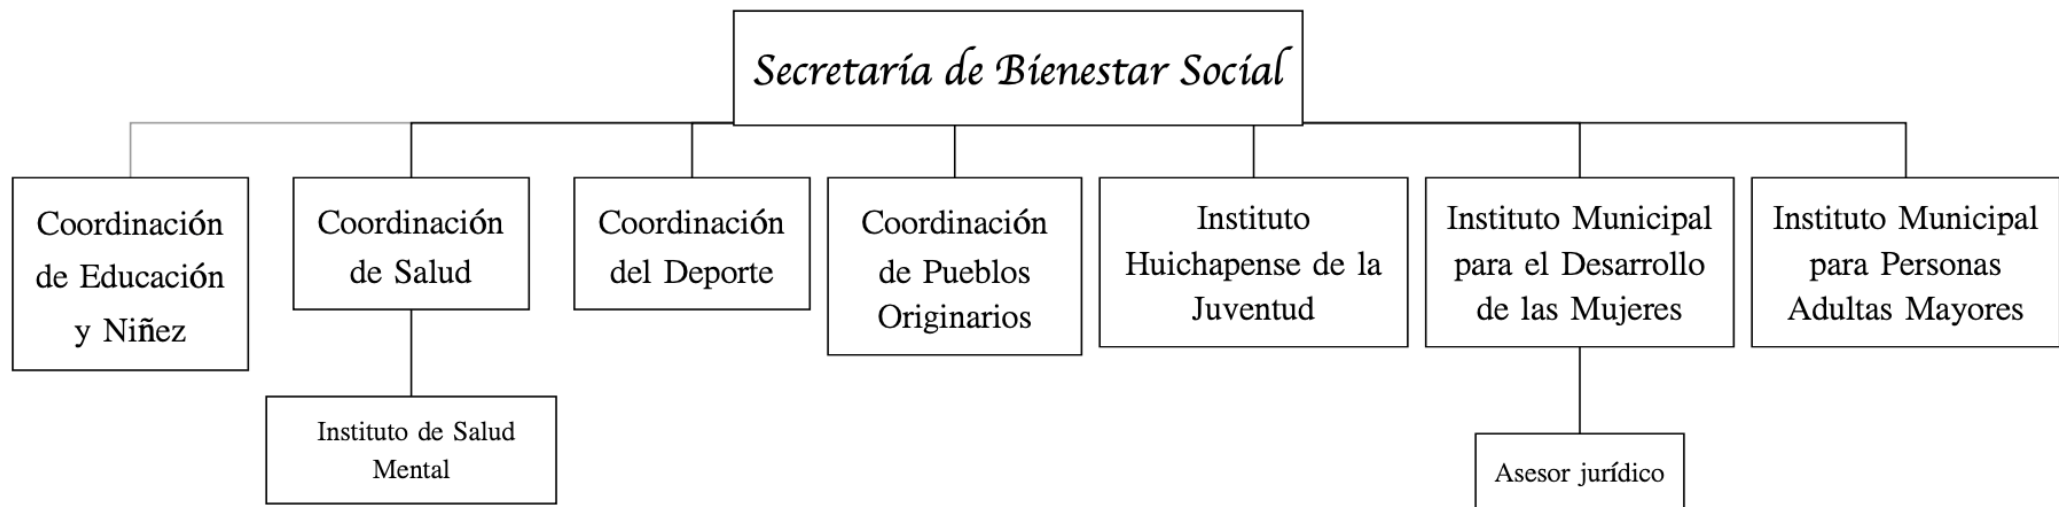 Secretaría de Bienestar Social
Coordinación
de Educación
y Niñez
Coordinación
de Salud
Coordinación
del Deporte
Coordinación
de Pueblos
Originarios
Instituto
Huichapense de la
Juventud
Instituto Municipal
para el Desarrollo
de las Mujeres
Instituto Municipal
para Personas
Adultas Mayores
Instituto de Salud
Mental
Asesor jurídico